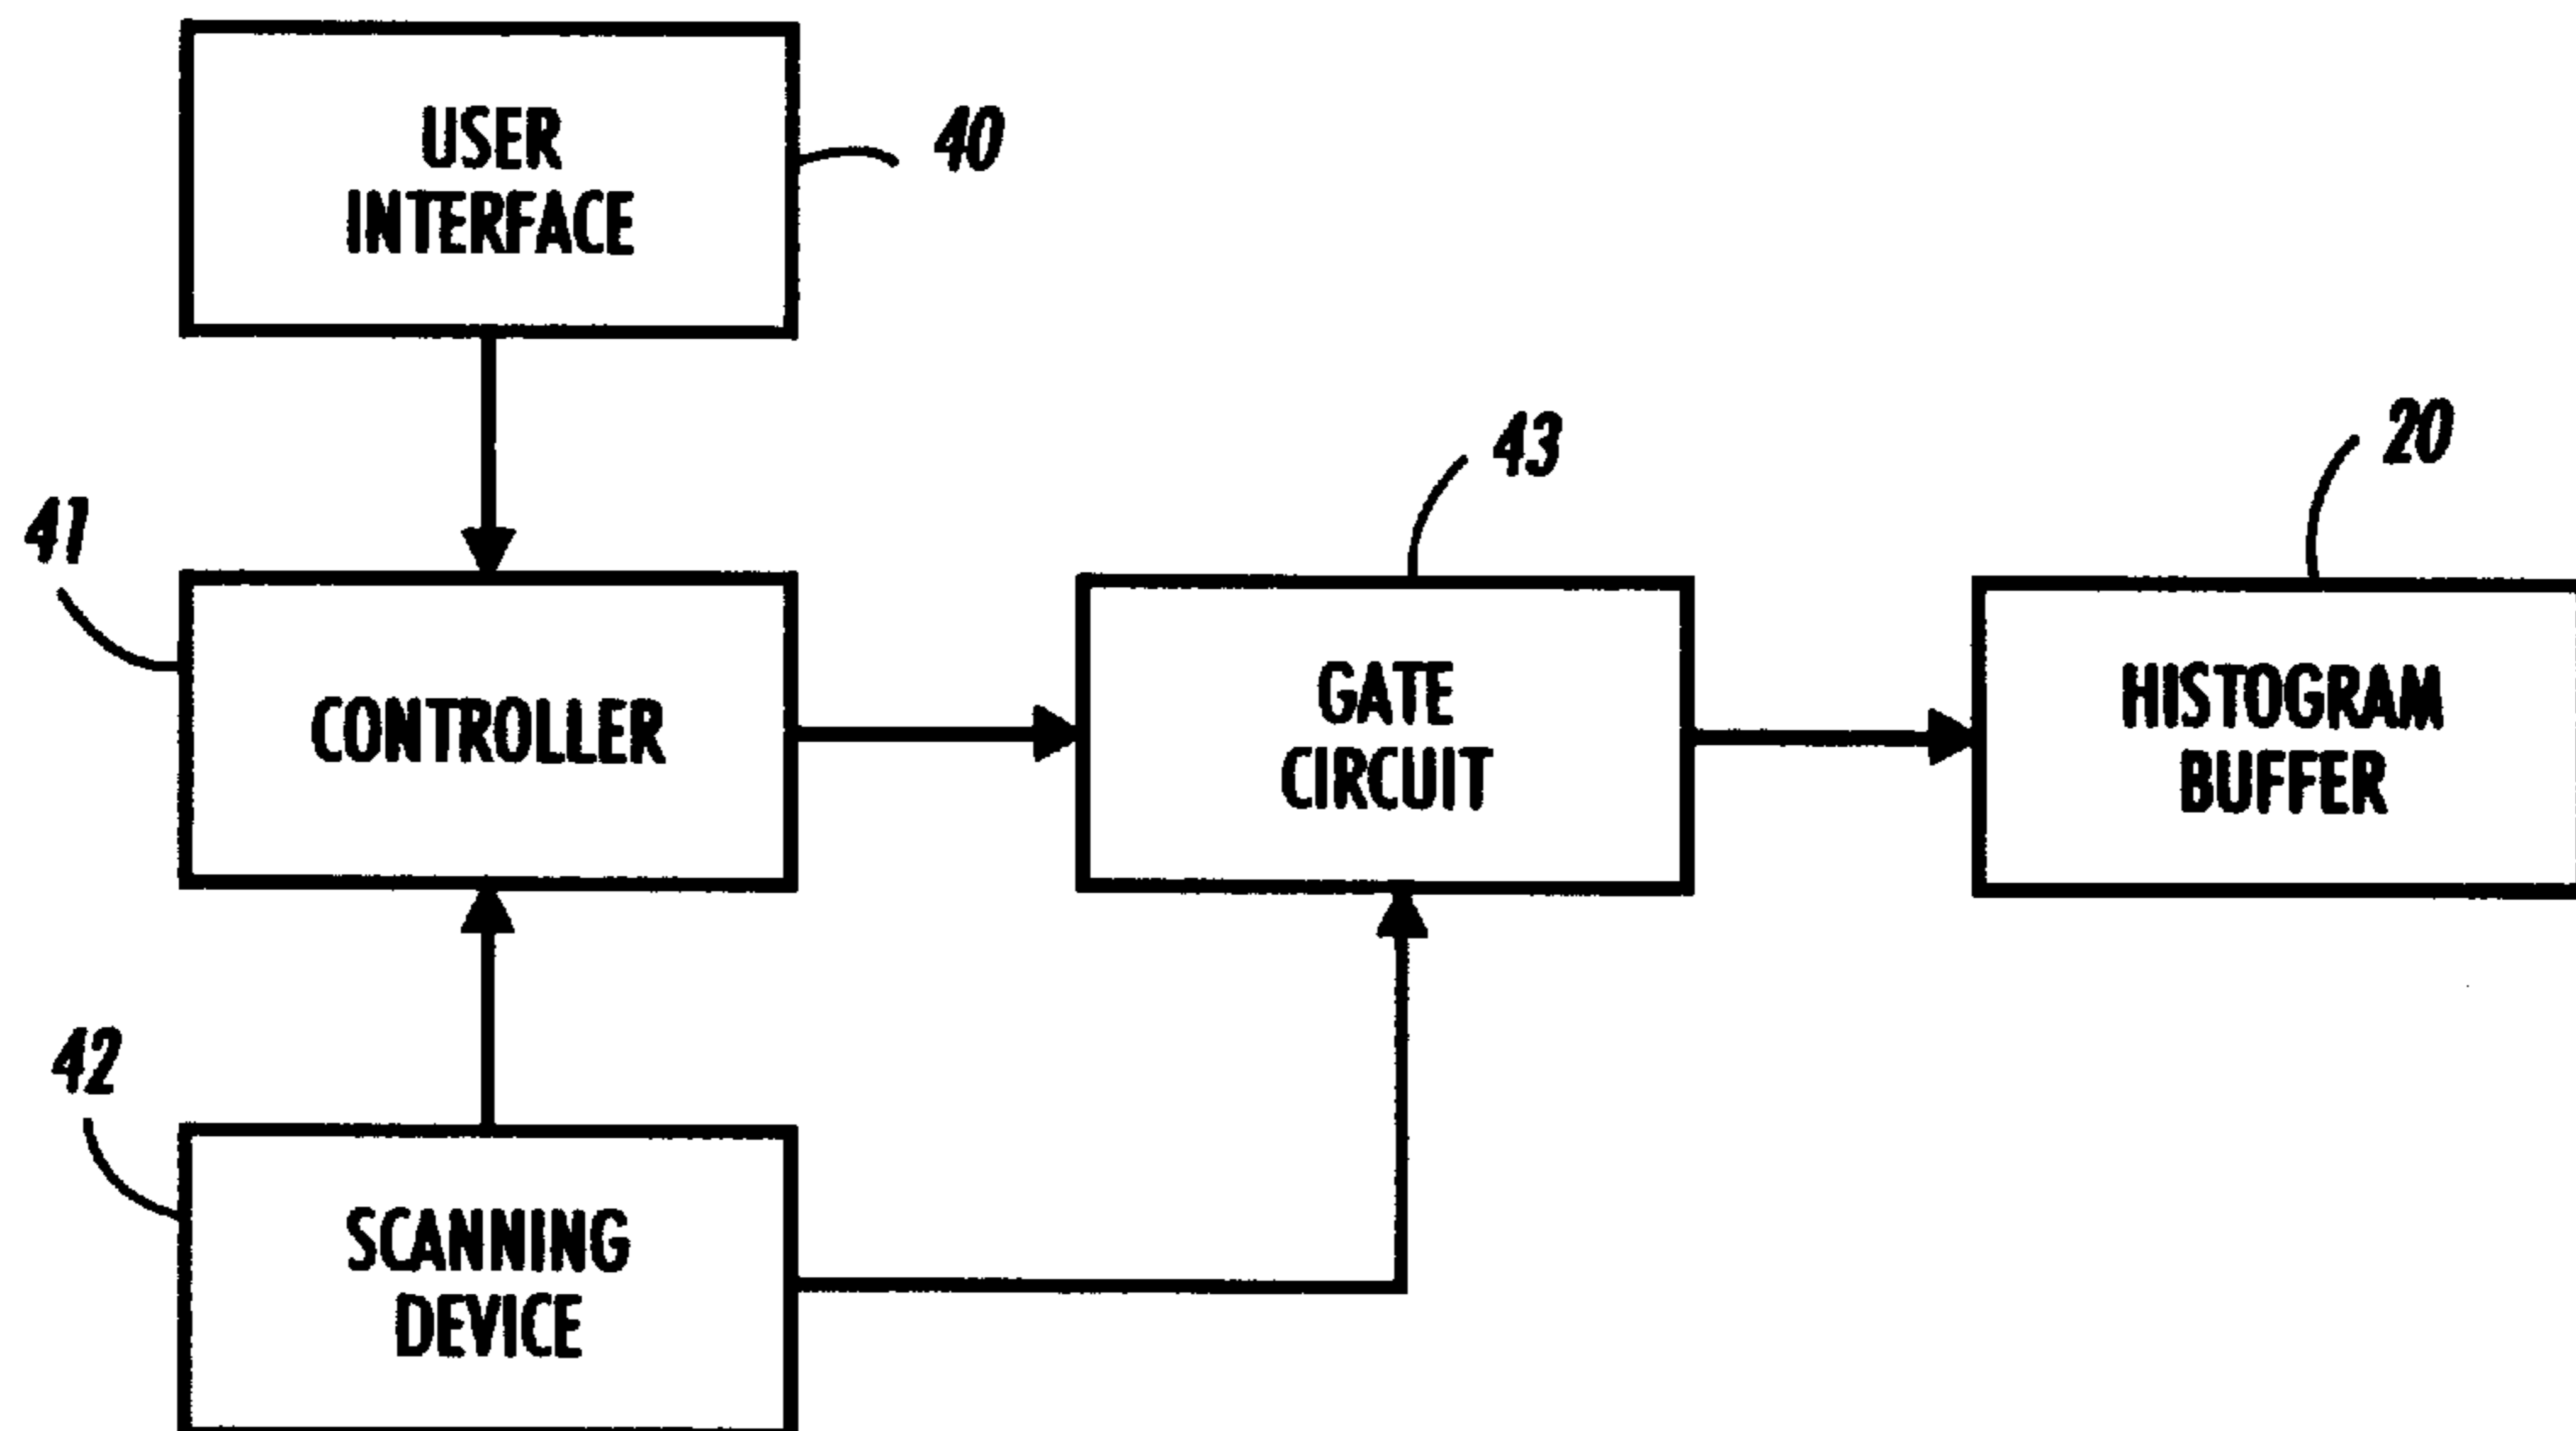 USER
INTERFACE
40
41
CONTROLLER
43
GATE
CIRCUIT
20
HISTOGRAM
BUFFER
42
SCANNING
DEVICE